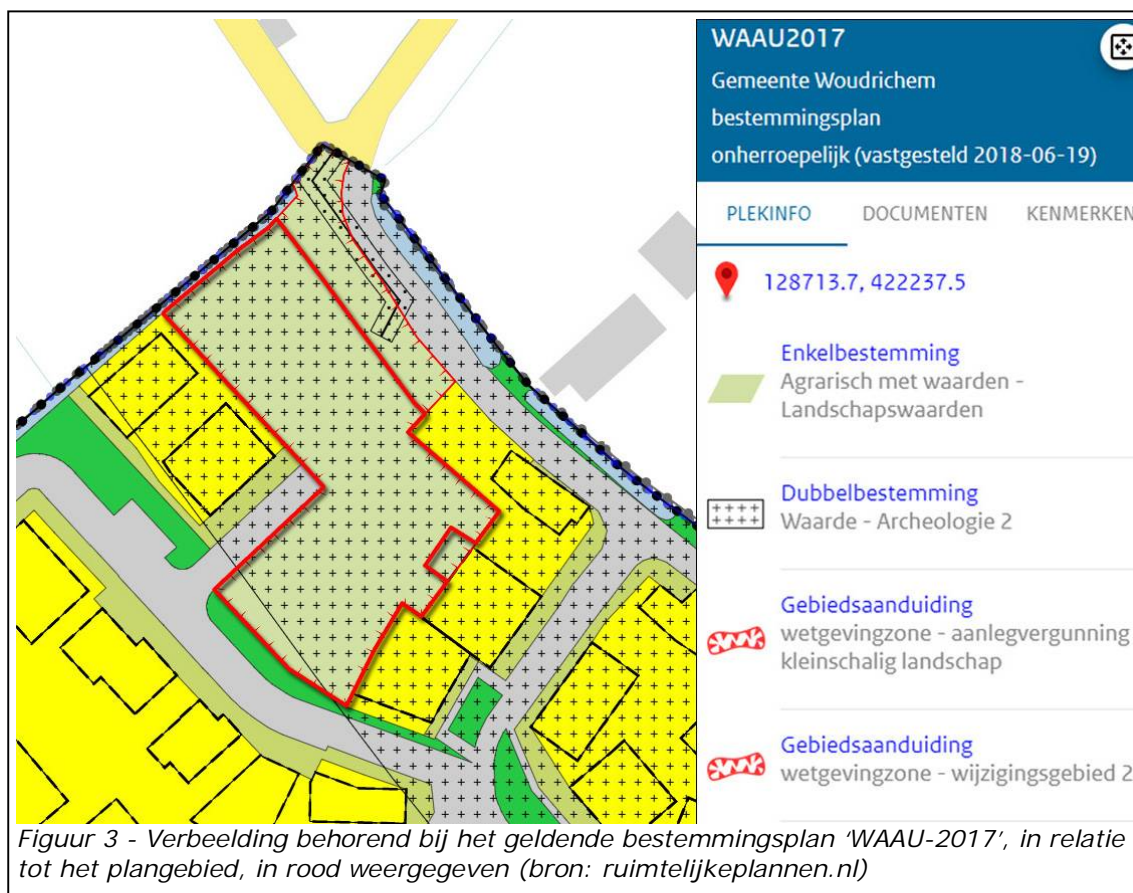 WAAU2017
Gemeente Woudrichem
bestemmingsplan
onherroepelijk (vastgesteld 2018-06-19)
PLEKINFO DOCUMENTEN KENMERKEN
128713.7, 422237.5
Enkelbestemming
Agrarisch met waarden -
Landschapswaarden
Dubbelbestemming
Waarde - Archeologie 2
Gebiedsaanduiding
wetgevingzone - aanlegvergunning
kleinschalig landschap
Gebiedsaanduiding
wetgevingzone - wijzigingsgebied 2
Figuur 3 - Verbeelding behorend bij het geldende bestemmingsplan ‘WAAU-2017’, in relatie
tot het plangebied, in rood weergegeven (bron: ruimtelijkeplannen.nl)